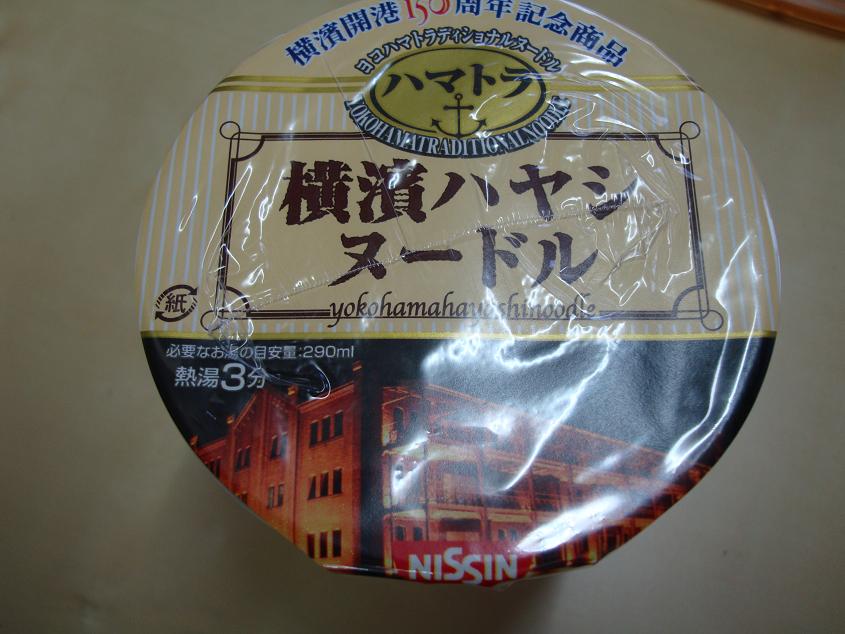 横濱開港150周年記念商品
ヨコハマトラディショナルヌードル
ハマトラ
YOKOHAMATRADITIONALNOODLE
横濱ハヤシ
ヌードル
yokohamahayashinoodle
紙
必要なお湯の目安量:290ml
熱湯3分
NISSIN